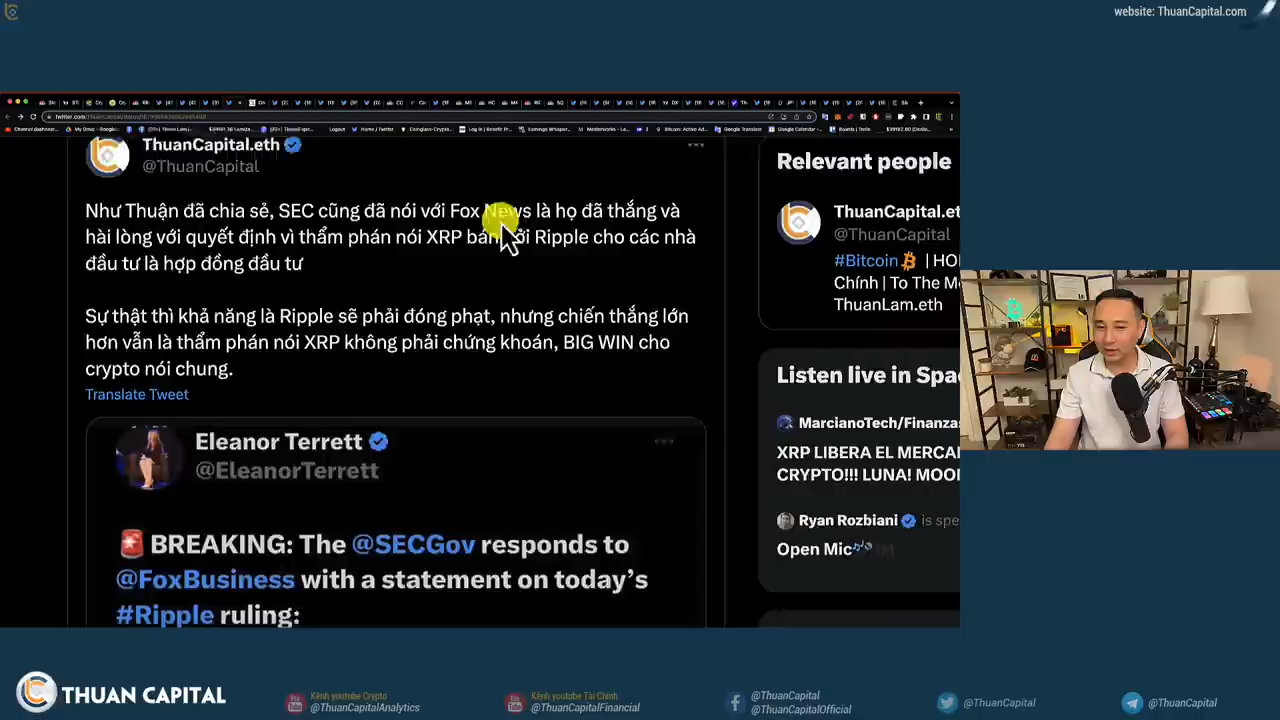 website: ThuanCapital.com
ThuanCapital.eth
@ThuanCapital
Như Thuận đã chia sẻ, SEC cũng đã nói với Fox News là họ đã thắng và
hài lòng với quyết định vì thẩm phán nói XRP bán bởi Ripple cho các nhà
đầu tư là hợp đồng đầu tư
Sự thật thì khả năng là Ripple sẽ phải đóng phạt, nhưng chiến thắng lớn
hơn vẫn là thẩm phán nói XRP không phải chứng khoán, BIG WIN cho
crypto nói chung.
Translate Tweet
Eleanor Terrett
@EleanorTerrett
BREAKING: The @SECGov responds to
@FoxBusiness with a statement on today's
#Ripple ruling:
Relevant people
ThuanCapital.et
@ThuanCapital
#Bitcoin | HO
Chính | To The M
ThuanLam.eth
Listen live in Spa
MarcianoTech/Finanza
XRP LIBERA EL MERCA
CRYPTO!!! LUNA! MOO
Ryan Rozbiani is spe
Open Mic
THUAN CAPITAL
Kênh youtube Crypto
@ThuanCapitalAnalytics
Kênh youtube Tài Chính
@ThuanCapitalFinancial
@ThuanCapital
@ThuanCapitalOfficial
@ThuanCapital
@ThuanCapital